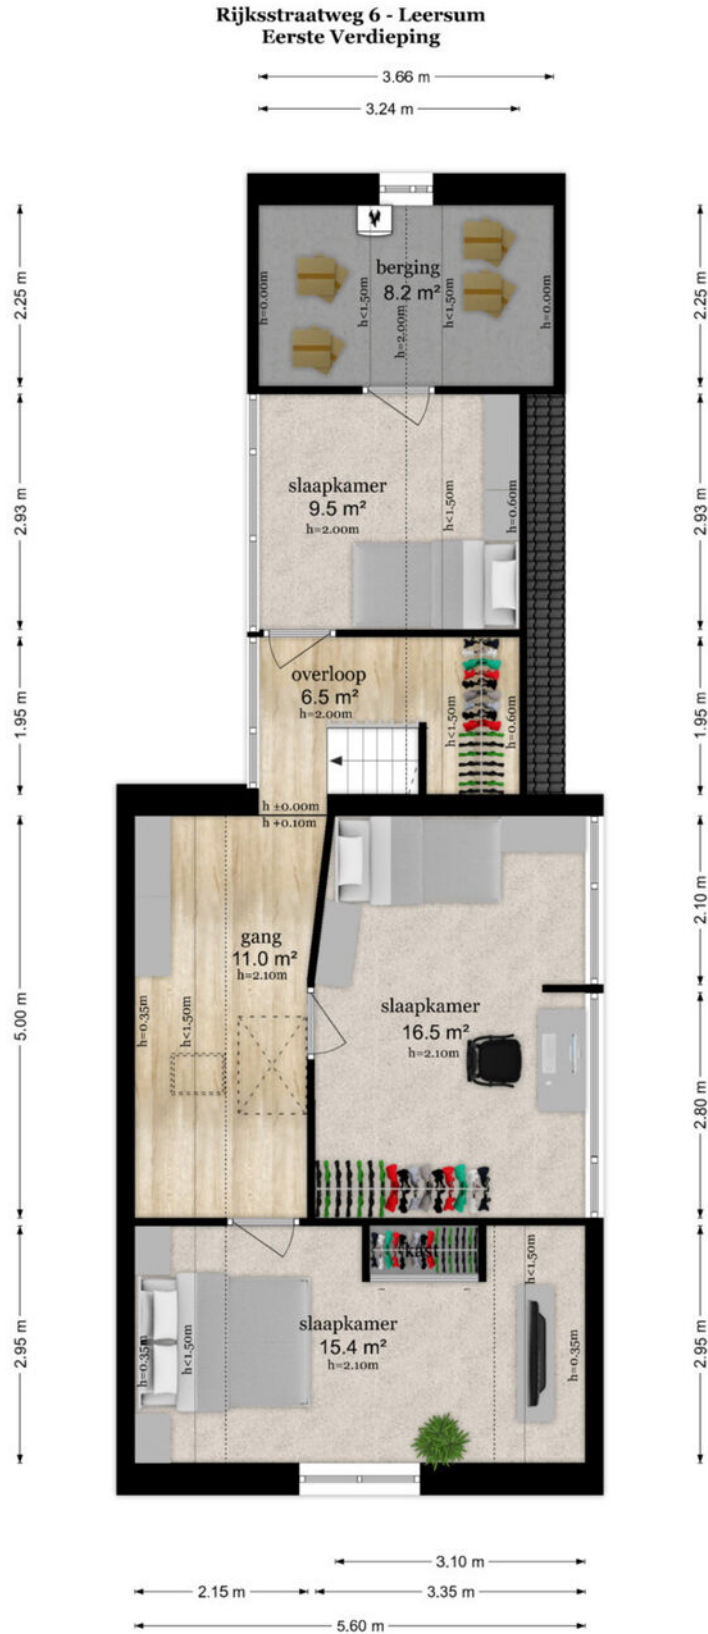 Rijksstraatweg 6 - Leersum
Eerste Verdieping
3.66 m
3.24 m
2.25 m
2.25 m
berging
8.2 m²
h=0.00m
h<1.50m
h=2.00m
h<1.50m
h=0.00m
2.93 m
2.93 m
slaapkamer
9.5 m²
h=2.00m
h<1.50m
h=0.60m
1.95 m
1.95 m
overloop
6.5 m²
h=2.00m
h<1.50m
h=0.60m
h ±0.00m
h +0.10m
5.00 m
2.10 m
gang
11.0 m²
h=2.10m
h=0.35m
h<1.50m
slaapkamer
16.5 m²
h=2.10m
2.80 m
2.95 m
2.95 m
kast
slaapkamer
15.4 m²
h=2.10m
h=0.35m
h<1.50m
h<1.50m
h=0.35m
3.10 m
2.15 m
3.35 m
5.60 m